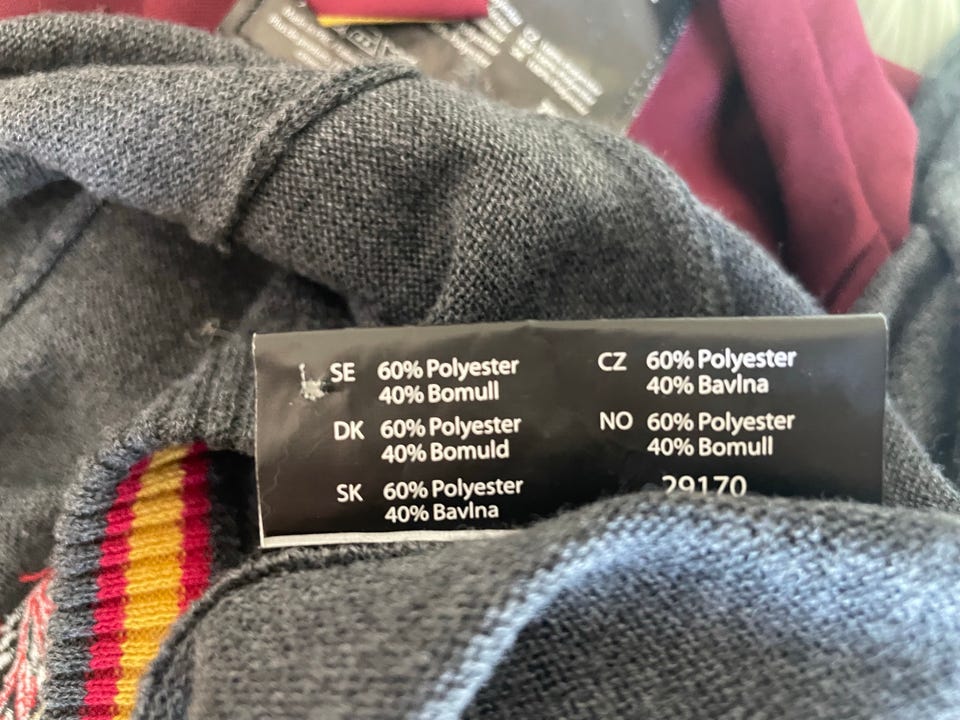 SE 60% Polyester
40% Bomull
DK 60% Polyester
40% Bomuld
SK 60% Polyester
40% Bavlna
CZ 60% Polyester
40% Bavlna
NO 60% Polyester
40% Bomull
29170